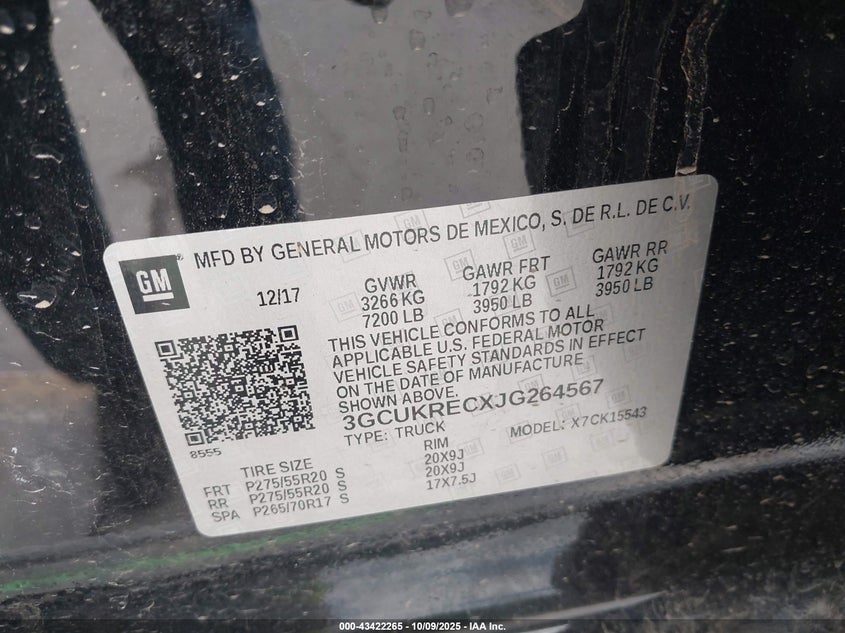 GM
MFD BY GENERAL MOTORS DE MEXICO, S. DE R.L. DE C.V.
12/17
GVWR
3266 KG
7200 LB
GAWR FRT
1792 KG
3950 LB
GAWR RR
1792 KG
3950 LB
THIS VEHICLE CONFORMS TO ALL
APPLICABLE U.S. FEDERAL MOTOR
VEHICLE SAFETY STANDARDS IN EFFECT
ON THE DATE OF MANUFACTURE
SHOWN ABOVE.
3GCUKRECXJG264567
TYPE: TRUCK
MODEL: X7CK15543
8555
TIRE SIZE RIM
FRT P275/55R20 S 20X9J
RR P275/55R20 S 20X9J
SPA P265/70R17 S 17X7.5J
000-43422265 - 10/09/2025 - IAA Inc.